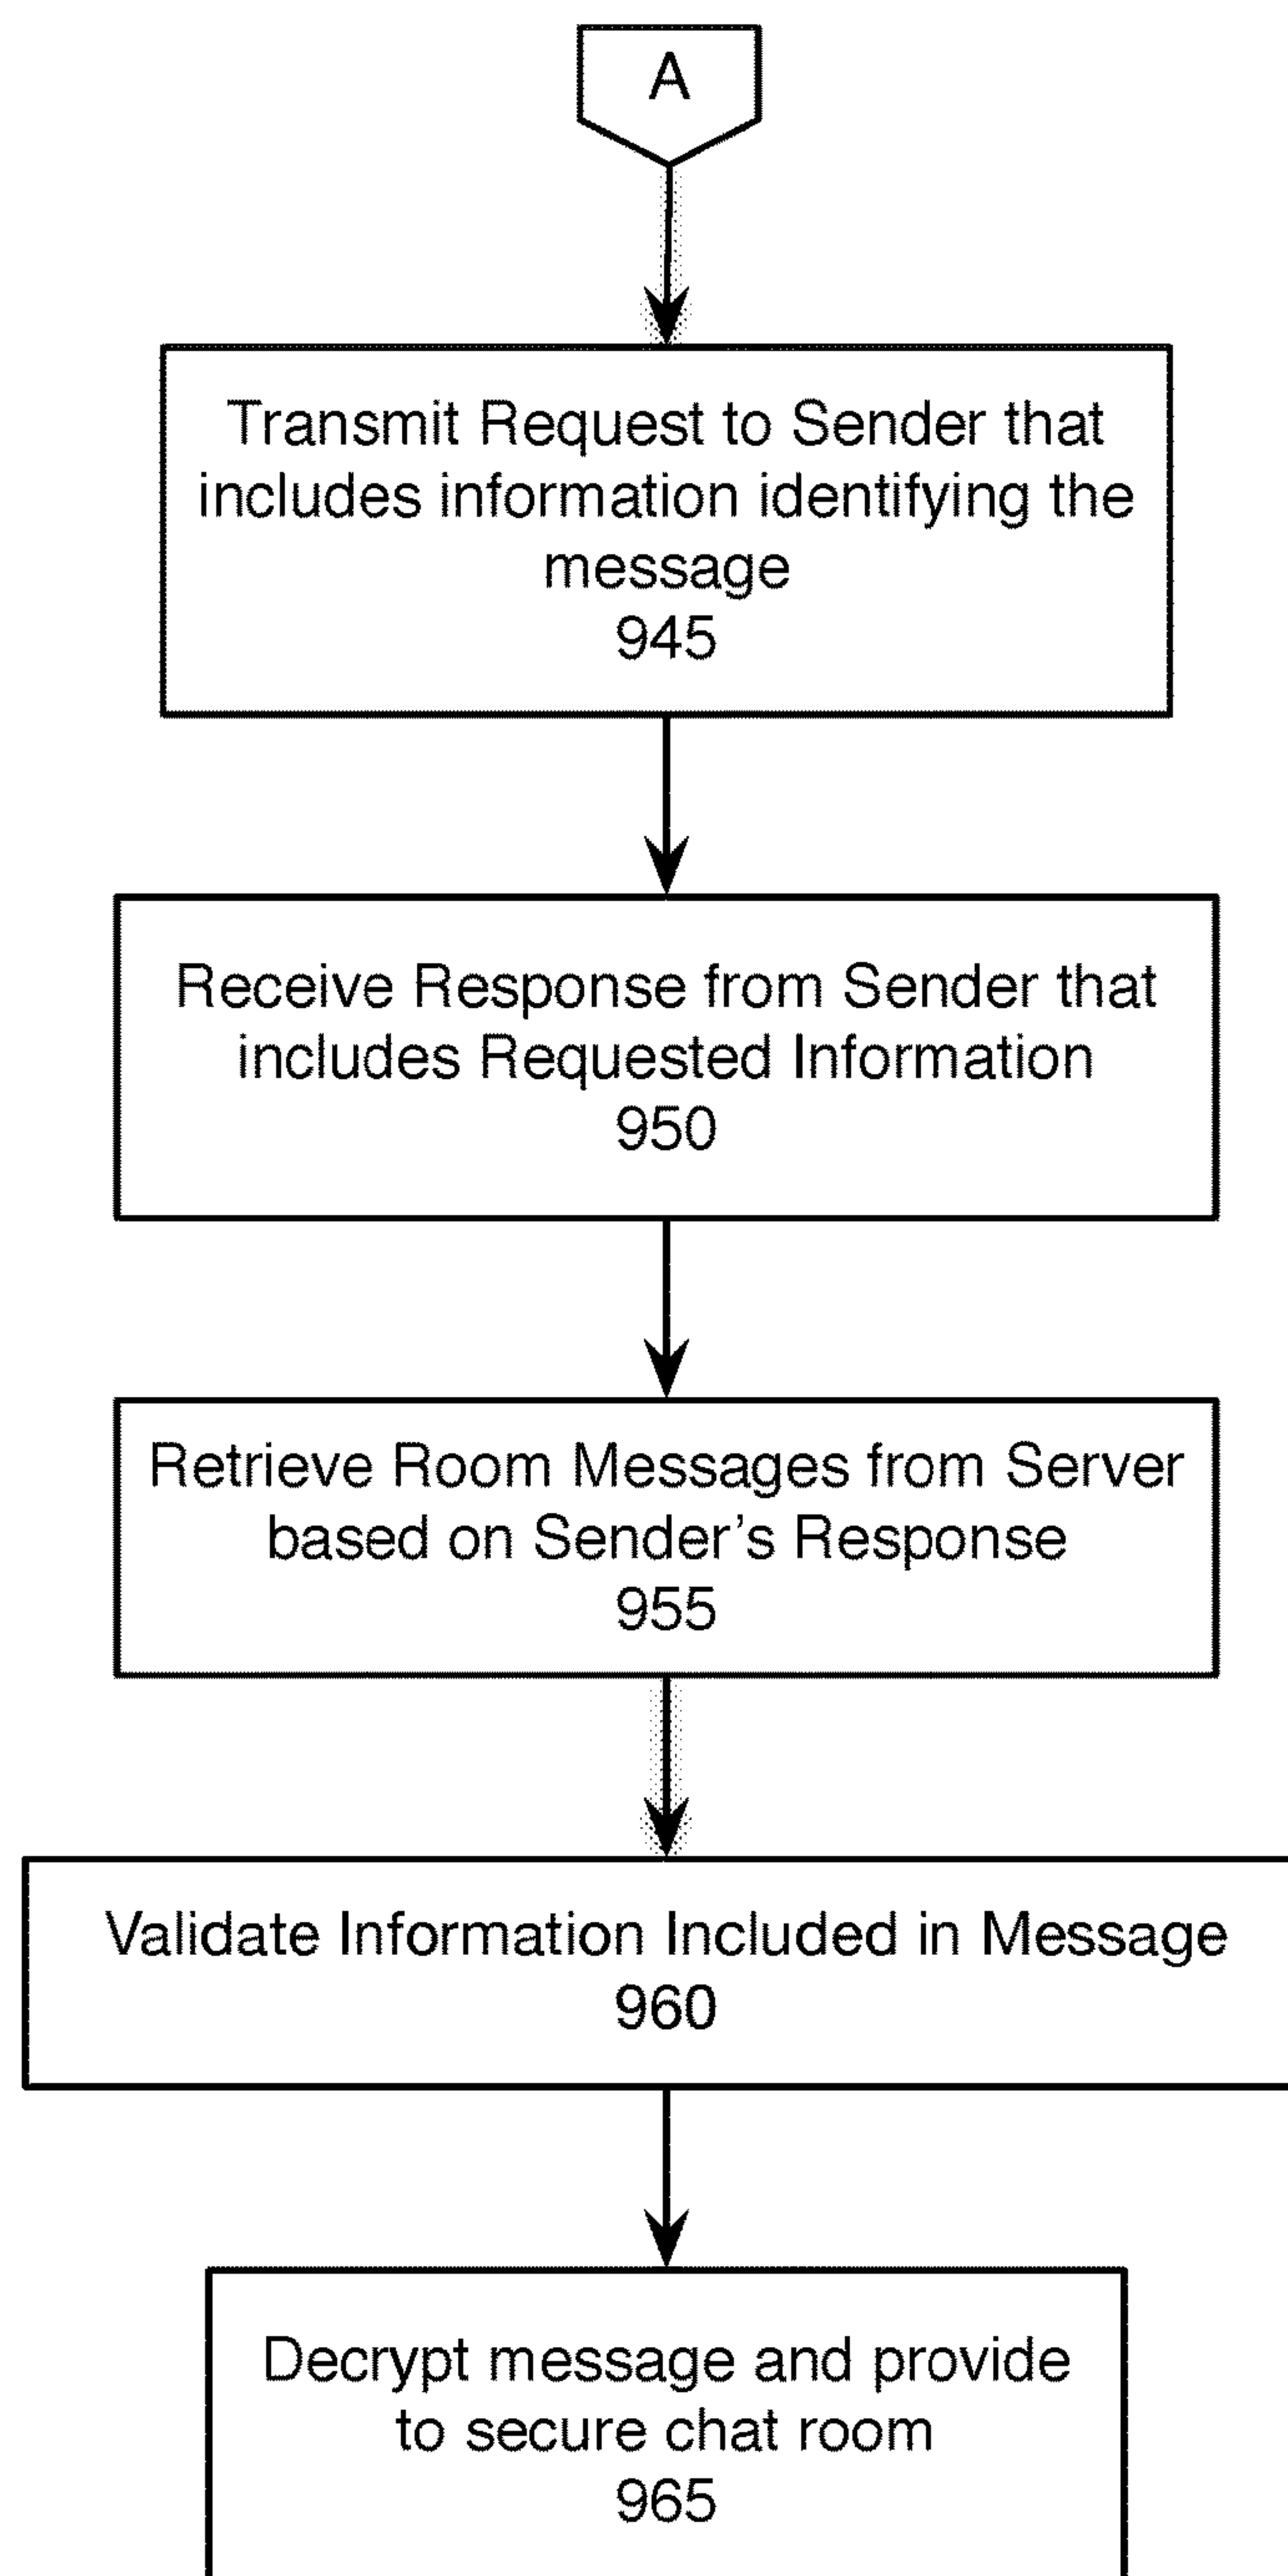 A
Transmit Request to Sender that
includes information identifying the
message
945
Receive Response from Sender that
includes Requested Information
950
Retrieve Room Messages from Server
based on Sender’s Response
955
Validate Information Included in Message
960
Decrypt message and provide
to secure chat room
965